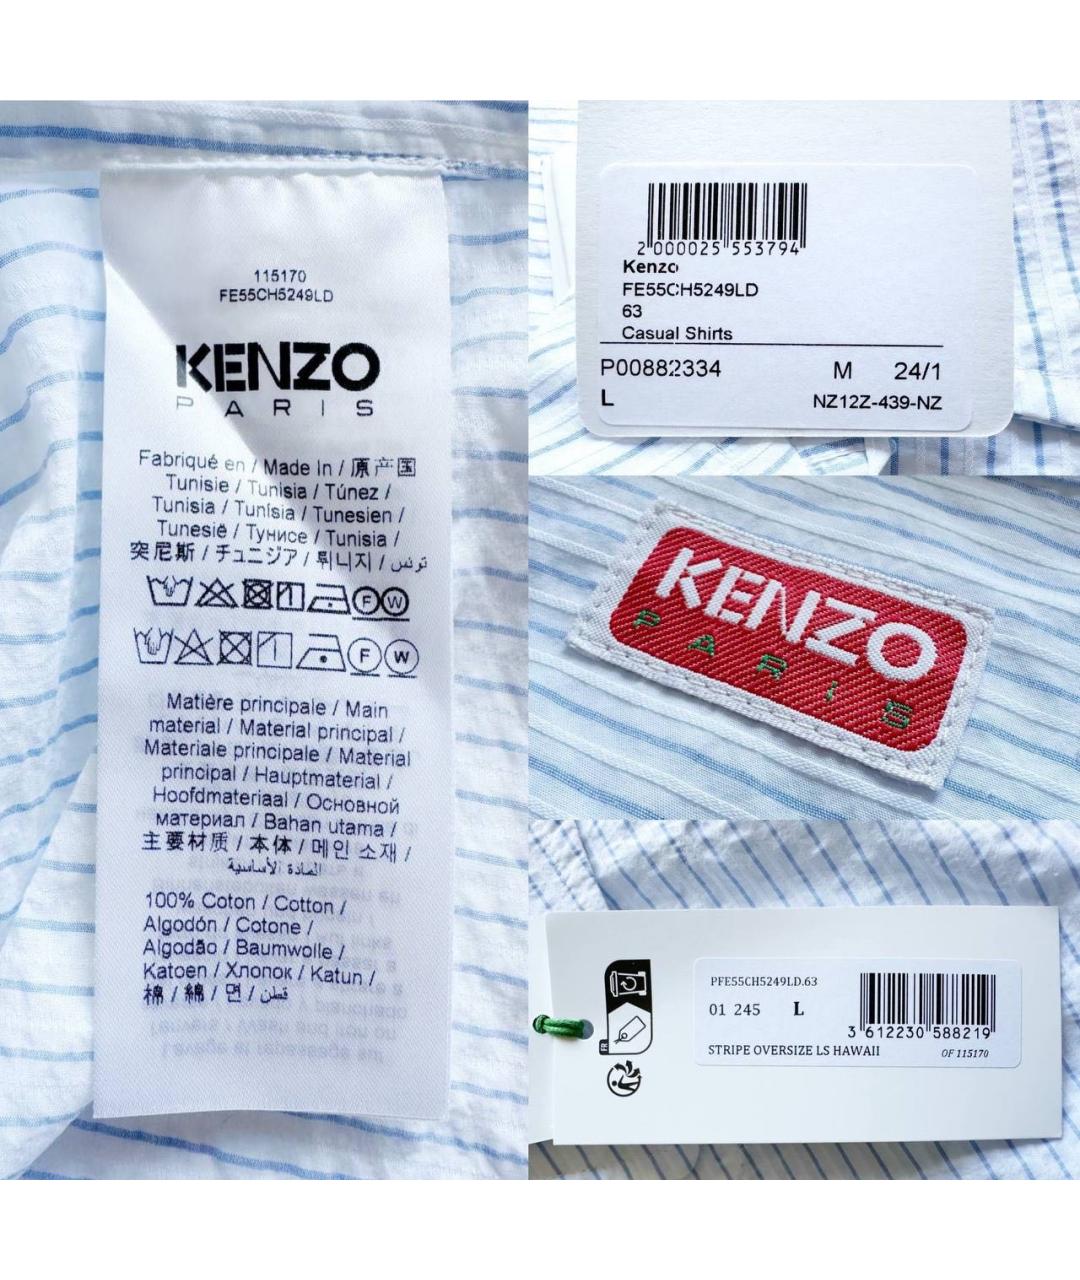 115170
FE55CH5249LD
KENZO
PARIS
Fabriqué en / Made In / 原产国
Tunisie / Tunisia / Túnez /
Tunisia / Tunísia / Tunesien /
Tunesië / Тунисе / Tunisia /
突尼斯 / チュニジア / 튀니지 / تونس
F W
F W
Matière principale / Main
material / Material principal /
Materiale principale / Material
principal / Hauptmaterial /
Hoofdmateriaal / Основной
материал / Bahan utama /
主要材质 / 本体 / 메인 소재 /
المادة الأساسية
100% Coton / Cotton /
Algodón / Cotone /
Algodão / Baumwolle /
Katoen / Хлопок / Katun /
棉 / 綿 / 면 / قطن
2 000025 553794
Kenzo
FE55CH5249LD
63
Casual Shirts
P00882334 M 24/1
L NZ12Z-439-NZ
KENZO
PARIS
FR
PFE55CH5249LD.63
01 245 L
3 612230 588219
STRIPE OVERSIZE LS HAWAII OF 115170